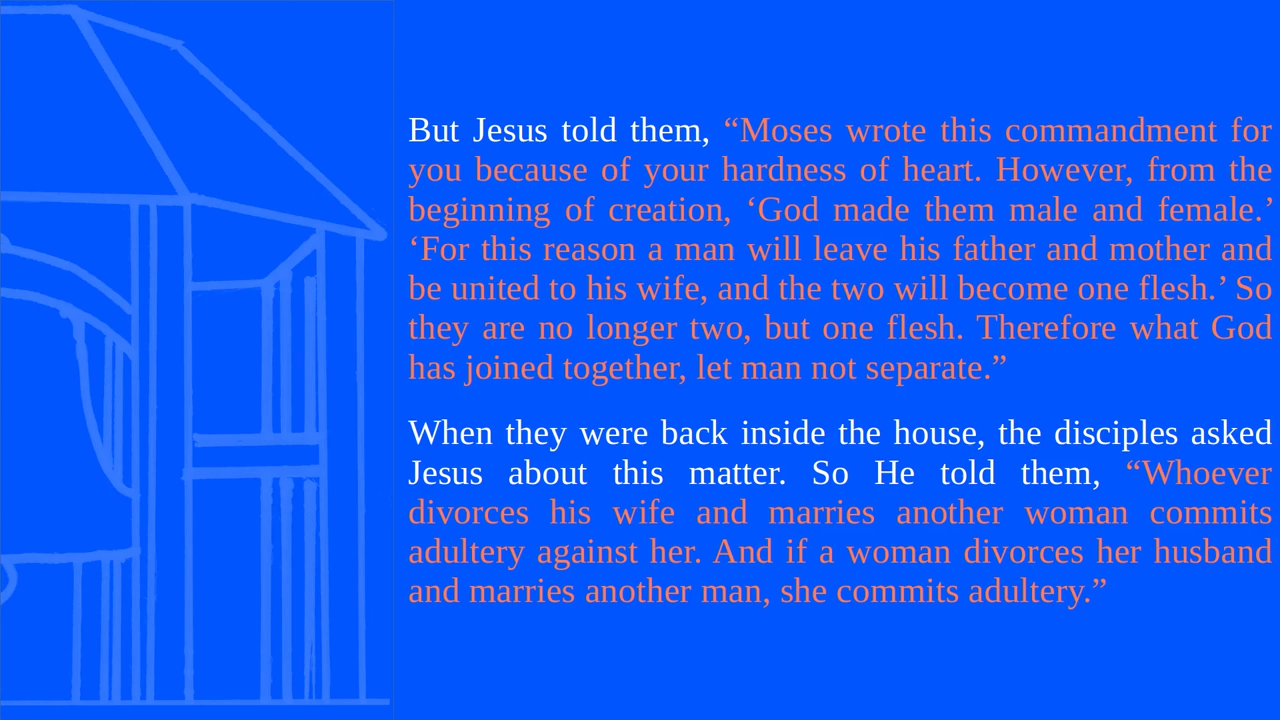 But Jesus told them, “Moses wrote this commandment for
you because of your hardness of heart. However, from the
beginning of creation, ‘God made them male and female.’
‘For this reason a man will leave his father and mother and
be united to his wife, and the two will become one flesh.’ So
they are no longer two, but one flesh. Therefore what God
has joined together, let man not separate.”
When they were back inside the house, the disciples asked
Jesus about this matter. So He told them, “Whoever
divorces his wife and marries another woman commits
adultery against her. And if a woman divorces her husband
and marries another man, she commits adultery.”